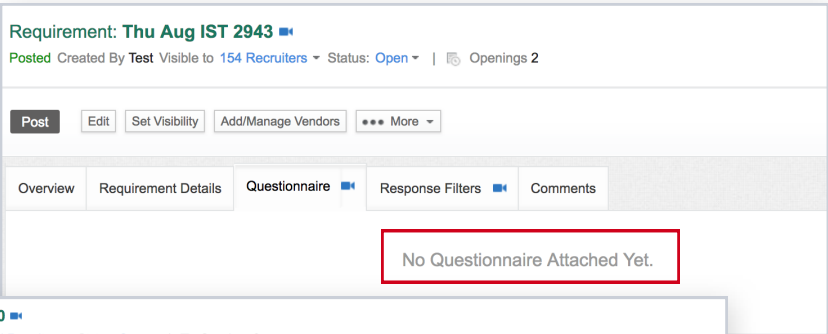 Requirement: Thu Aug IST 2943
Posted Created By Test Visible to 154 Recruiters Status: Open | Openings 2
Post Edit Set Visibility Add/Manage Vendors ••• More
Overview Requirement Details Questionnaire Response Filters Comments
No Questionnaire Attached Yet.